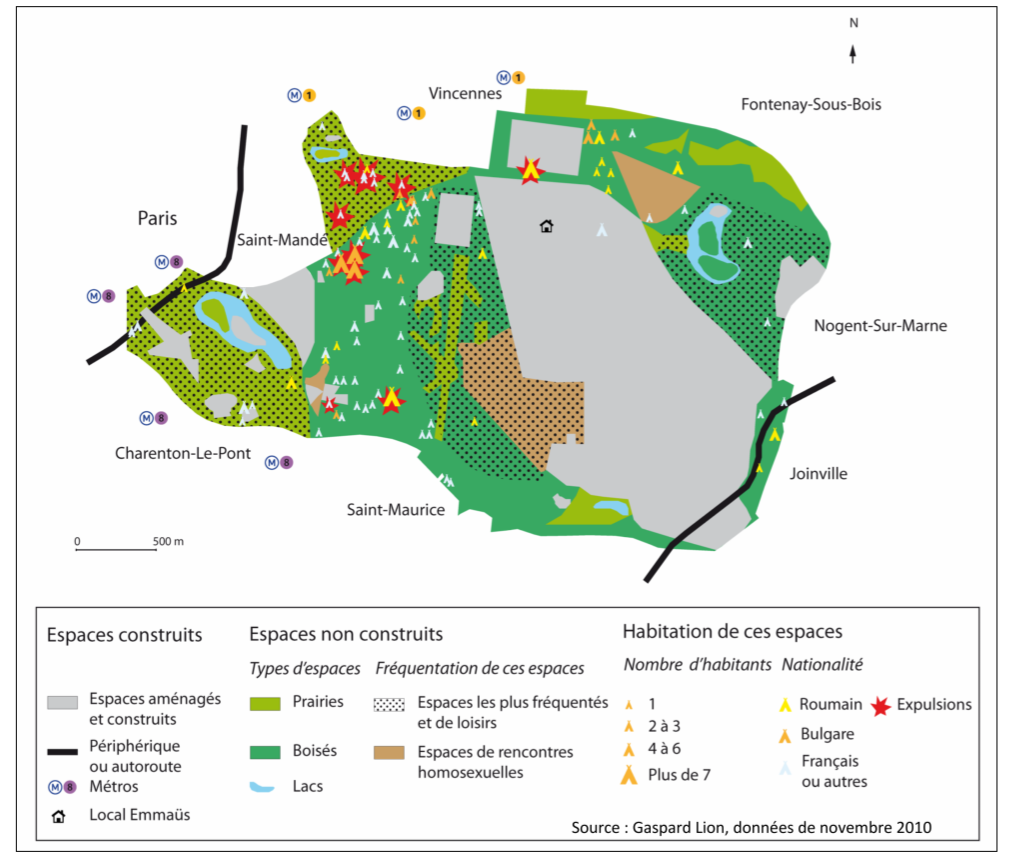 N
M 1
Vincennes
M 1
M 1
Fontenay-Sous-Bois
Paris
Saint-Mandé
M 8
M 8
Nogent-Sur-Marne
M 8
Charenton-Le-Pont
M 8
Joinville
Saint-Maurice
0 500 m
Espaces construits
Espaces aménagés
et construits
Périphérique
ou autoroute
M 8 Métros
Local Emmaüs
Espaces non construits
Types d'espaces Fréquentation de ces espaces
Prairies
Espaces les plus fréquentés
et de loisirs
Boisés
Espaces de rencontres
homosexuelles
Lacs
Habitation de ces espaces
Nombre d'habitants Nationalité
1
2 à 3
4 à 6
Plus de 7
Roumain
Expulsions
Bulgare
Français
ou autres
Source : Gaspard Lion, données de novembre 2010